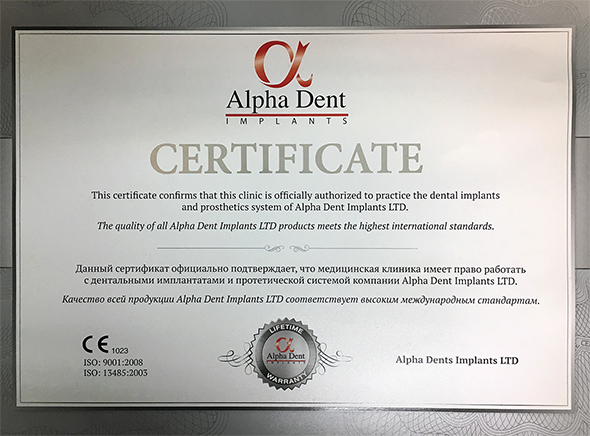 Alpha Dent
IMPLANTS
CERTIFICATE
This certificate confirms that this clinic is officially authorized to practice the dental implants
and prosthetics system of Alpha Dent Implants LTD.
The quality of all Alpha Dent Implants LTD products meets the highest international standards.
Данный сертификат официально подтверждает, что медицинская клиника имеет право работать
с дентальными имплантатами и протетической системой компании Alpha Dent Implants LTD.
Качество всей продукции Alpha Dent Implants LTD соответствует высоким международным стандартам.
CE 1023
ISO: 9001:2008
ISO: 13485:2003
LIFETIME
Alpha Dent
IMPLANTS
WARRANTY
Alpha Dents Implants LTD